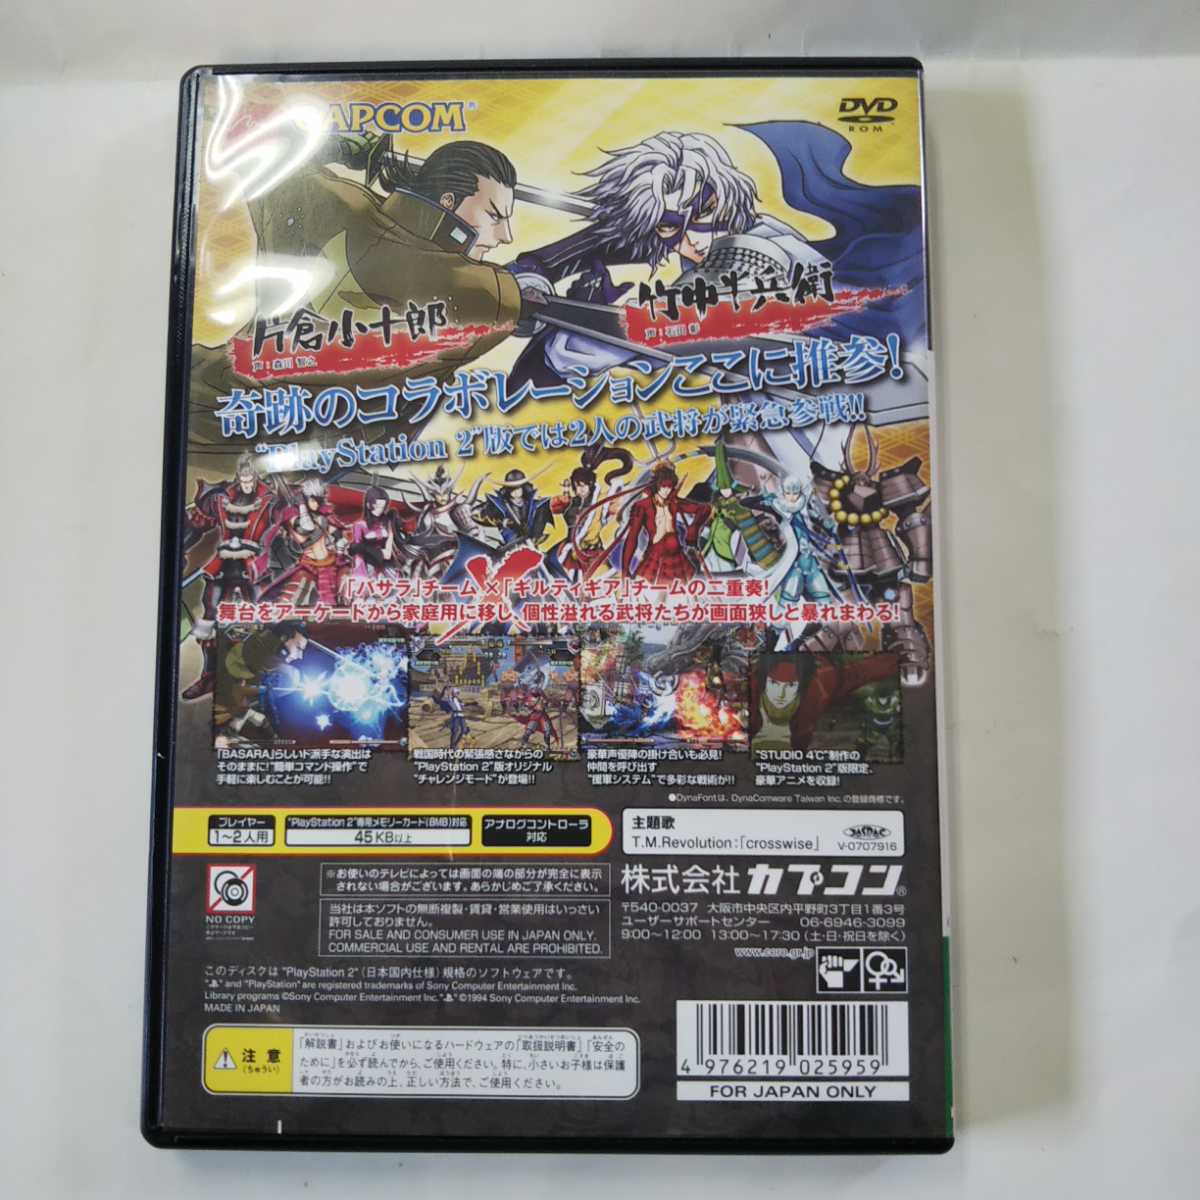 CAPCOM®
DVD
ROM
片倉小十郎
声：森川 智之
竹中半兵衛
声：石田 彰
奇跡のコラボレーションここに推参!
"PlayStation 2"版では2人の武将が緊急参戦!!
「バサラ」チーム×「ギルティギア」チームの二重奏!
舞台をアーケードから家庭用に移し、個性溢れる武将たちが画面狭しと暴れまわる!
「BASARA」らしいド派手な演出は
そのままに!"簡単コマンド操作"で
手軽に楽しむことが可能!!
戦国時代の緊張感さながらの
"PlayStation 2"版オリジナル
"チャレンジモード"が登場!!
豪華声優陣の掛け合いも必見!
仲間を呼び出す
"援軍システム"で多彩な戦術が!!
"STUDIO 4℃"制作の
"PlayStation 2"版限定、
豪華アニメを収録!
●DynaFontは、DynaComware Taiwan Inc.の登録商標です。
プレイヤー
1〜2人用
"PlayStation 2"専用メモリーカード(8MB)対応
45 KB以上
アナログコントローラ
対応
主題歌
T.M.Revolution:「crosswise」
JASRAC
V-0707916
NO COPY
※お使いのテレビによっては画面の端の部分が完全に表示
されない場合がございます。あらかじめご了承ください。
当社は本ソフトの無断複製・賃貸・営業使用はいっさい
許可しておりません。
FOR SALE AND CONSUMER USE IN JAPAN ONLY.
COMMERCIAL USE AND RENTAL ARE PROHIBITED.
株式会社カプコン®
〒540-0037 大阪市中央区内平野町3丁目1番3号
ユーザーサポートセンター 06-6946-3099
9:00〜12:00 13:00〜17:30 (土・日・祝日を除く)
www.cero.gr.jp
このディスクは "PlayStation 2" (日本国内仕様) 規格のソフトウェアです。
" " and "PlayStation" are registered trademarks of Sony Computer Entertainment Inc.
Library programs ©Sony Computer Entertainment Inc. " " ©1994 Sony Computer Entertainment Inc.
MADE IN JAPAN
注意
(ちゅうい)
「解説書」およびお使いになるハードウェアの「取扱説明書」「安全の
ために」を必ず読んでから、ご使用ください。特に、小さいお子様は保護
者の方がお読みの上、正しい方法で、ご使用ください。
4 976219 025959
FOR JAPAN ONLY